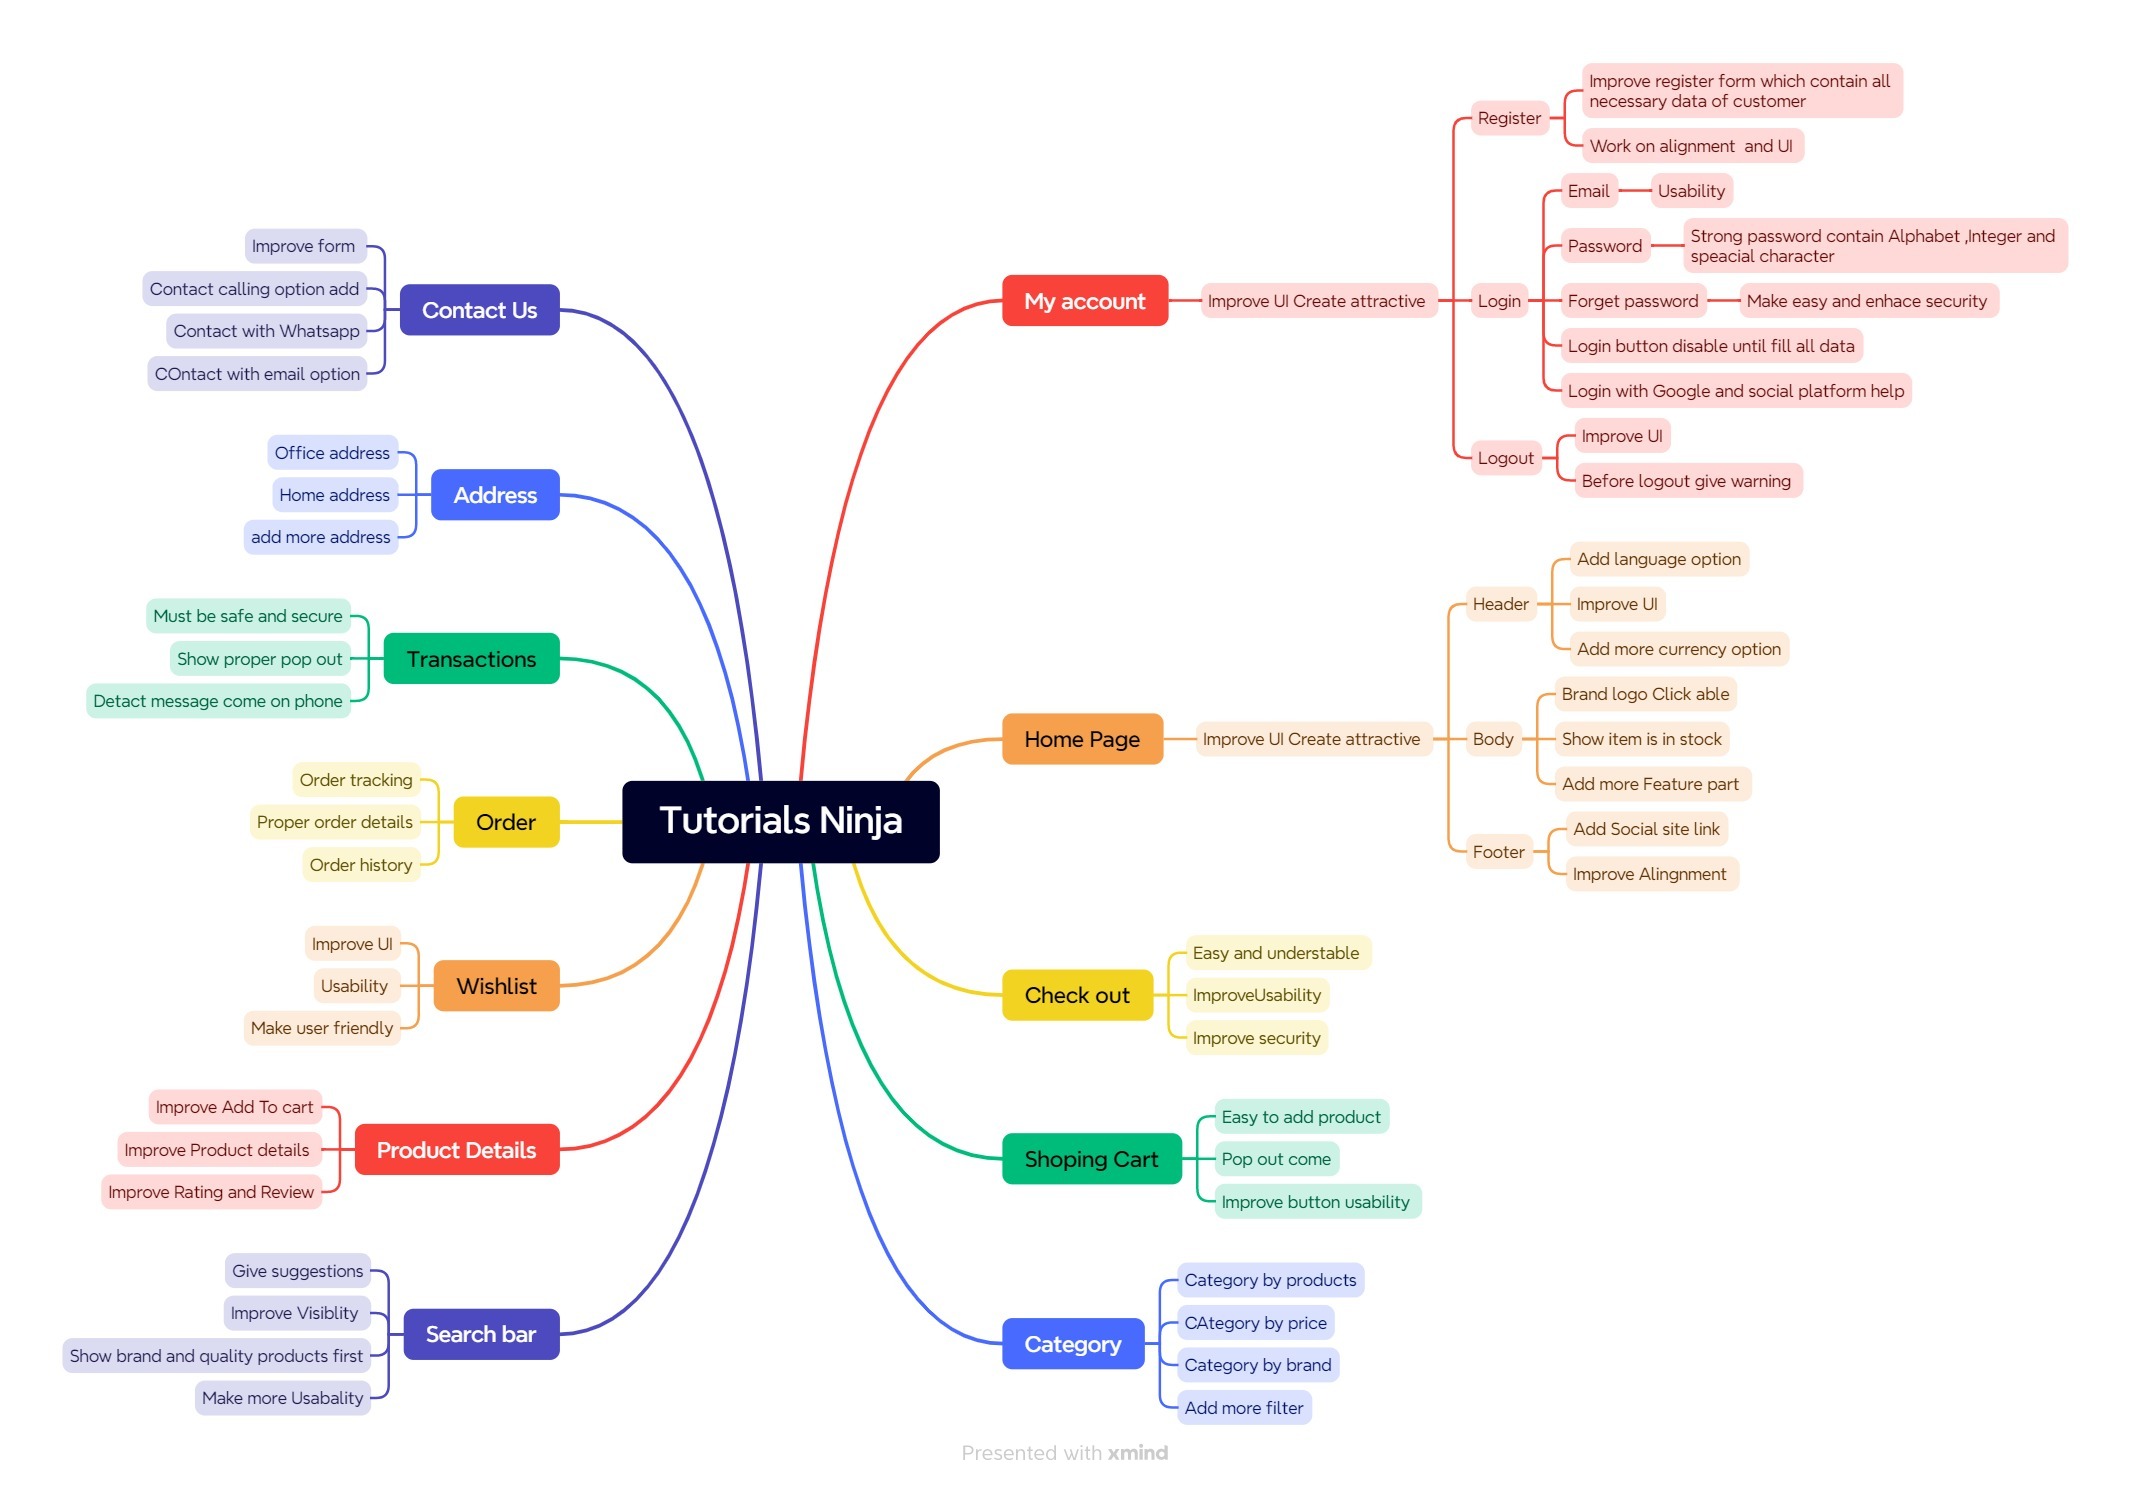 Tutorials Ninja
My account
Improve UI Create attractive
Register
Improve register form which contain all
necessary data of customer
Work on alignment  and UI
Login
Email
Usability
Password
Strong password contain Alphabet ,Integer and
speacial character
Forget password
Make easy and enhace security
Login button disable until fill all data
Login with Google and social platform help
Logout
Improve UI
Before logout give warning
Home Page
Improve UI Create attractive
Header
Add language option
Improve UI
Add more currency option
Body
Brand logo Click able
Show item is in stock
Add more Feature part
Footer
Add Social site link
Improve Alingnment
Check out
Easy and understable
ImproveUsability
Improve security
Shoping Cart
Easy to add product
Pop out come
Improve button usability
Category
Category by products
CAtegory by price
Category by brand
Add more filter
Contact Us
Improve form
Contact calling option add
Contact with Whatsapp
COntact with email option
Address
Office address
Home address
add more address
Transactions
Must be safe and secure
Show proper pop out
Detact message come on phone
Order
Order tracking
Proper order details
Order history
Wishlist
Improve UI
Usability
Make user friendly
Product Details
Improve Add To cart
Improve Product details
Improve Rating and Review
Search bar
Give suggestions
Improve Visiblity
Show brand and quality products first
Make more Usabality
Presented with xmind